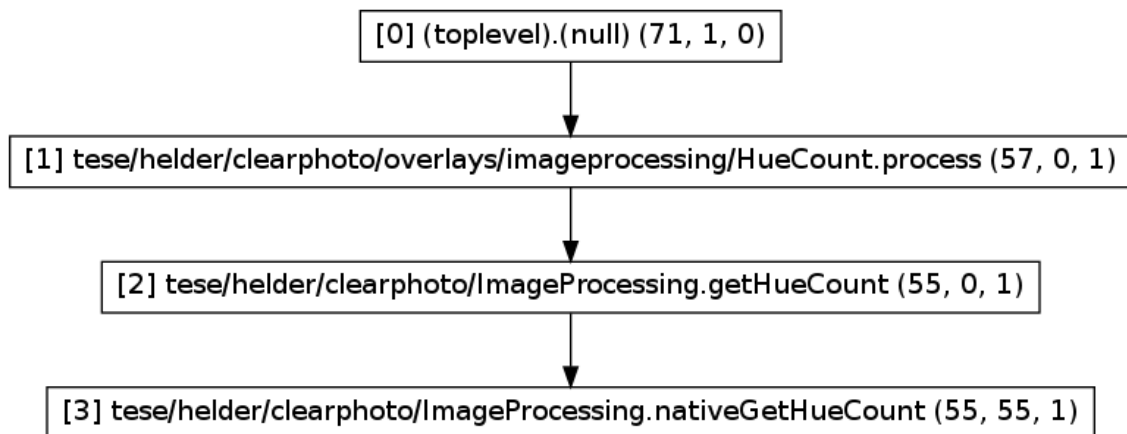 [0] (toplevel).(null) (71, 1, 0)
[1] tese/helder/clearphoto/overlays/imageprocessing/HueCount.process (57, 0, 1)
[2] tese/helder/clearphoto/ImageProcessing.getHueCount (55, 0, 1)
[3] tese/helder/clearphoto/ImageProcessing.nativeGetHueCount (55, 55, 1)